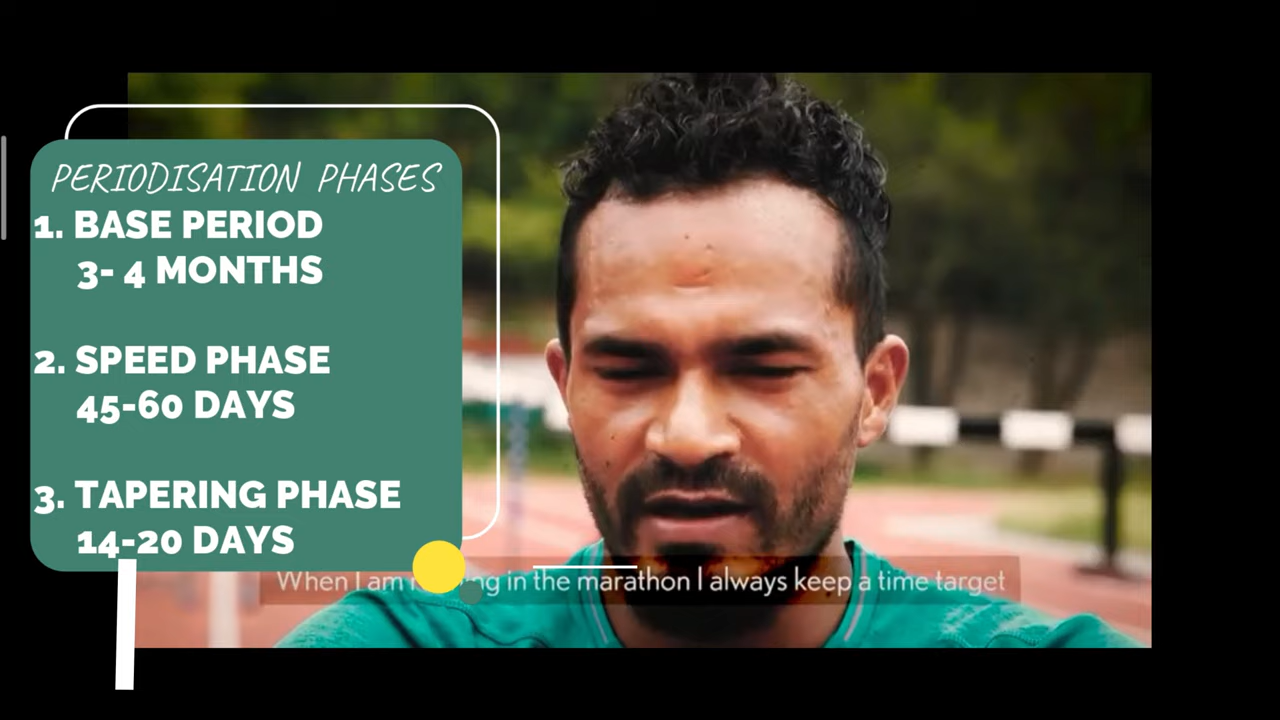 PERIODISATION PHASES
1. BASE PERIOD
3- 4 MONTHS
2. SPEED PHASE
45-60 DAYS
3. TAPERING PHASE
14-20 DAYS
When I am in the marathon I always keep a time target